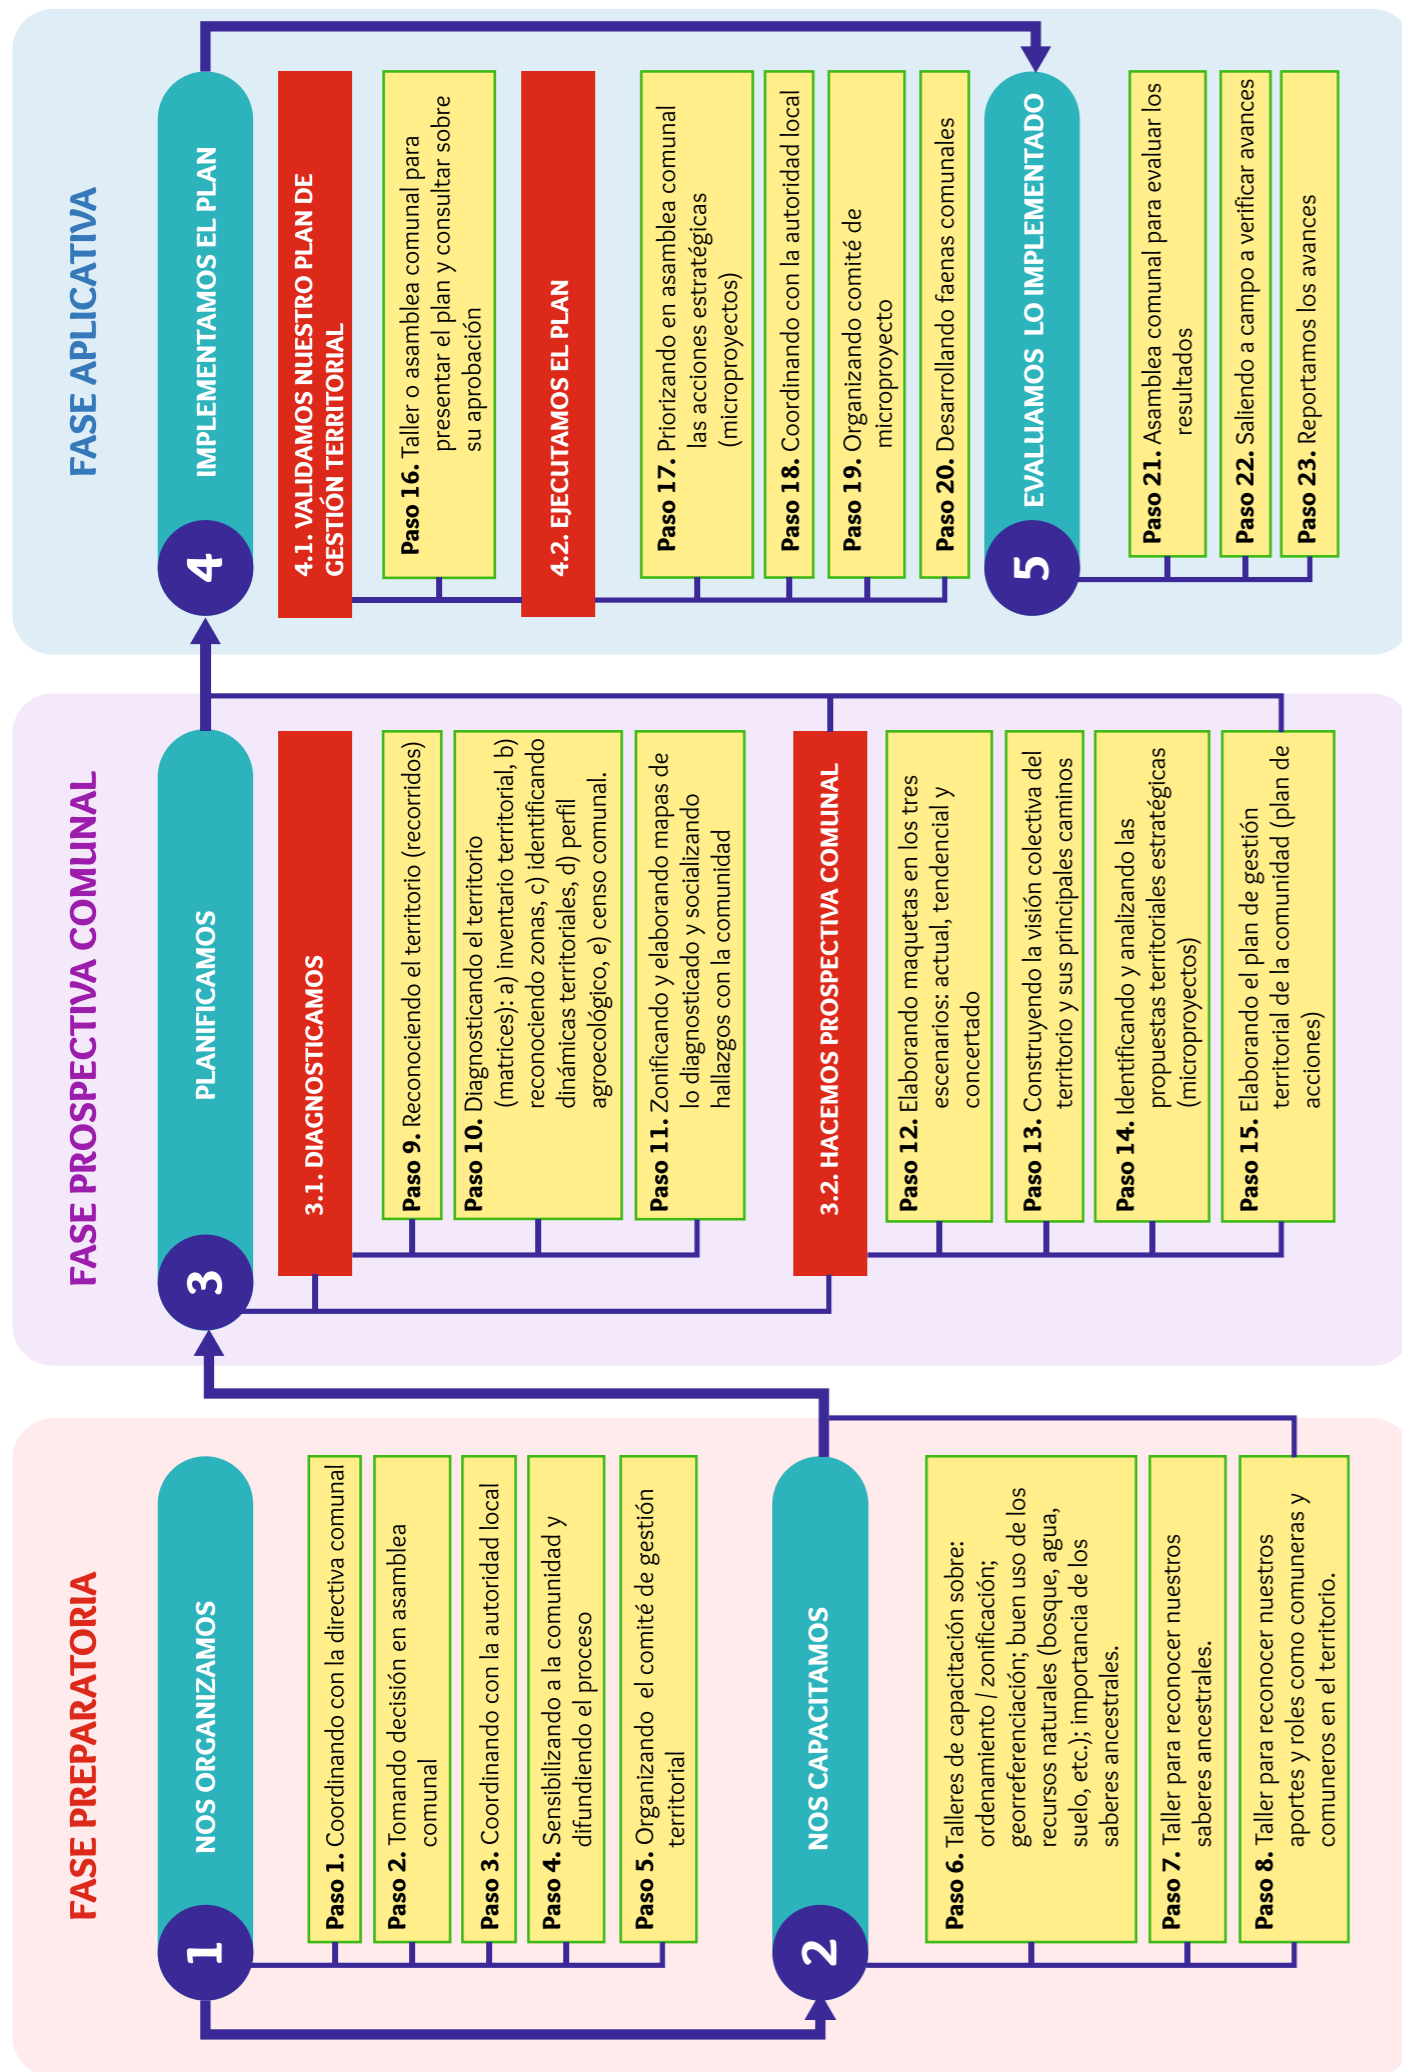 FASE PREPARATORIA
1
NOS ORGANIZAMOS
Paso 1. Coordinando con la directiva comunal
Paso 2. Tomando decisión en asamblea
comunal
Paso 3. Coordinando con la autoridad local
Paso 4. Sensibilizando a la comunidad y
difundiendo el proceso
Paso 5. Organizando el comité de gestión
territorial
2
NOS CAPACITAMOS
Paso 6. Talleres de capacitación sobre:
ordenamiento / zonificación;
georreferenciación; buen uso de los
recursos naturales (bosque, agua,
suelo, etc.); importancia de los
saberes ancestrales.
Paso 7. Taller para reconocer nuestros
saberes ancestrales.
Paso 8. Taller para reconocer nuestros
aportes y roles como comuneras y
comuneros en el territorio.
FASE PROSPECTIVA COMUNAL
3
PLANIFICAMOS
3.1. DIAGNOSTICAMOS
Paso 9. Reconociendo el territorio (recorridos)
Paso 10. Diagnosticando el territorio
(matrices): a) inventario territorial, b)
reconociendo zonas, c) identificando
dinámicas territoriales, d) perfil
agroecológico, e) censo comunal.
Paso 11. Zonificando y elaborando mapas de
lo diagnosticado y socializando
hallazgos con la comunidad
3.2. HACEMOS PROSPECTIVA COMUNAL
Paso 12. Elaborando maquetas en los tres
escenarios: actual, tendencial y
concertado
Paso 13. Construyendo la visión colectiva del
territorio y sus principales caminos
Paso 14. Identificando y analizando las
propuestas territoriales estratégicas
(microproyectos)
Paso 15. Elaborando el plan de gestión
territorial de la comunidad (plan de
acciones)
FASE APLICATIVA
4
IMPLEMENTAMOS EL PLAN
4.1. VALIDAMOS NUESTRO PLAN DE
GESTIÓN TERRITORIAL
Paso 16. Taller o asamblea comunal para
presentar el plan y consultar sobre
su aprobación
4.2. EJECUTAMOS EL PLAN
Paso 17. Priorizando en asamblea comunal
las acciones estratégicas
(microproyectos)
Paso 18. Coordinando con la autoridad local
Paso 19. Organizando comité de
microproyecto
Paso 20. Desarrollando faenas comunales
5
EVALUAMOS LO IMPLEMENTADO
Paso 21. Asamblea comunal para evaluar los
resultados
Paso 22. Saliendo a campo a verificar avances
Paso 23. Reportamos los avances